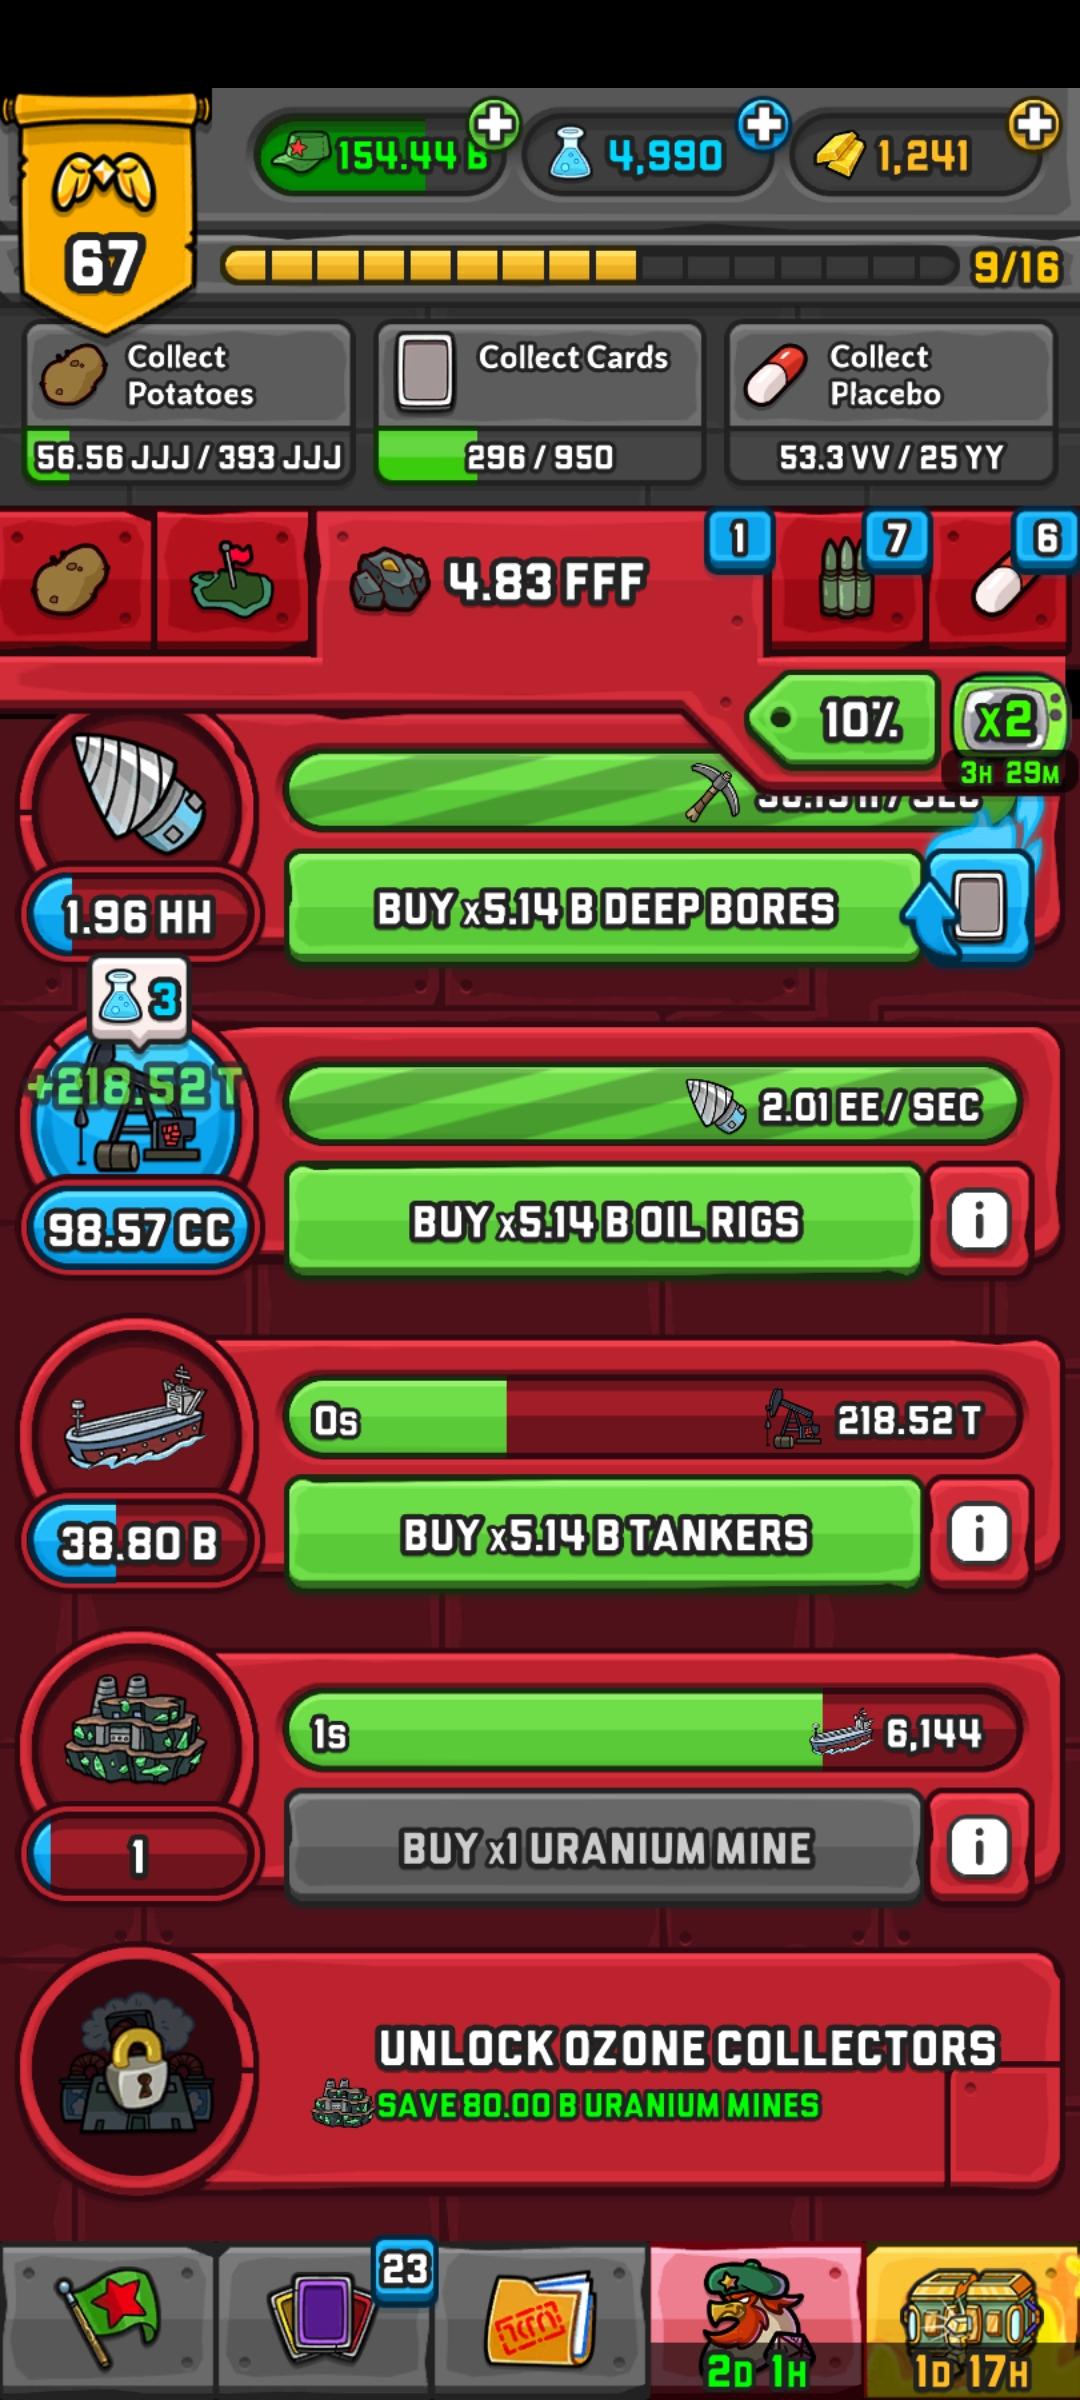 154.44 B
4,990
1,241
67
9/16
Collect
Potatoes
56.56 JJJ / 393 JJJ
Collect Cards
296 / 950
Collect
Placebo
53.3 VV / 25 YY
4.83 FFF
1
7
6
10%
x2
3H 29M
1.96 HH
BUY x5.14 B DEEP BORES
3
+218.52 T
2.01 EE / SEC
98.57 CC
BUY x5.14 B OIL RIGS
0s
218.52 T
38.80 B
BUY x5.14 B TANKERS
1s
6,144
1
BUY x1 URANIUM MINE
UNLOCK OZONE COLLECTORS
SAVE 80.00 B URANIUM MINES
23
2D 1H
1D 17H